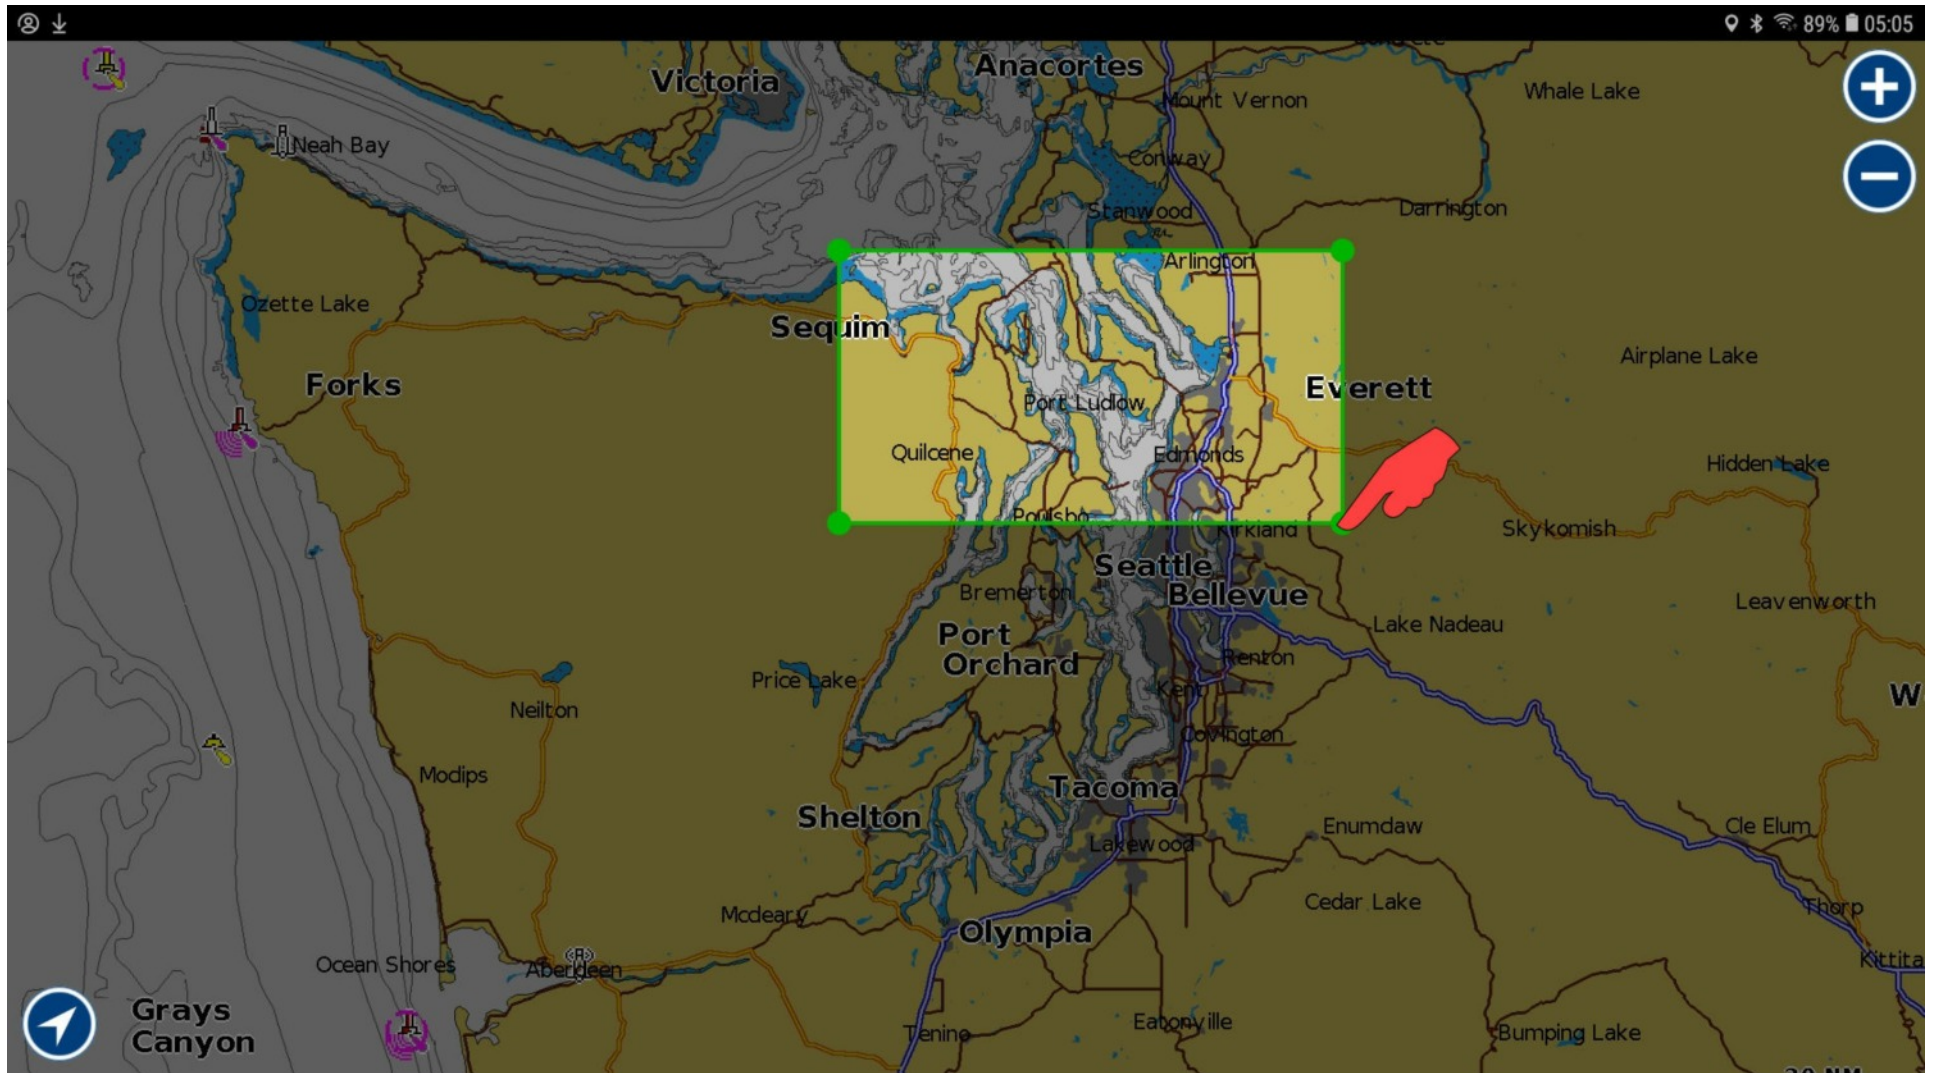 89% 05:05
Victoria
Anacortes
Mount Vernon
Whale Lake
Neah Bay
Conway
Stanwood
Darrington
Arlington
Ozette Lake
Sequim
Airplane Lake
Forks
Everett
Port Ludlow
Quilcene
Edmonds
Hidden Lake
Poulsbo
Kirkland
Skykomish
Seattle
Bremerton
Bellevue
Leavenworth
Lake Nadeau
Port
Orchard
Renton
Price Lake
Kent
W
Neilton
Covington
Modips
Tacoma
Shelton
Enumdaw
Cle Elum
Lakewood
Cedar Lake
Mcdeary
Thorp
Olympia
Ocean Shores
Aberdeen
Kittita
Grays
Canyon
Tenino
Eatonville
Bumping Lake